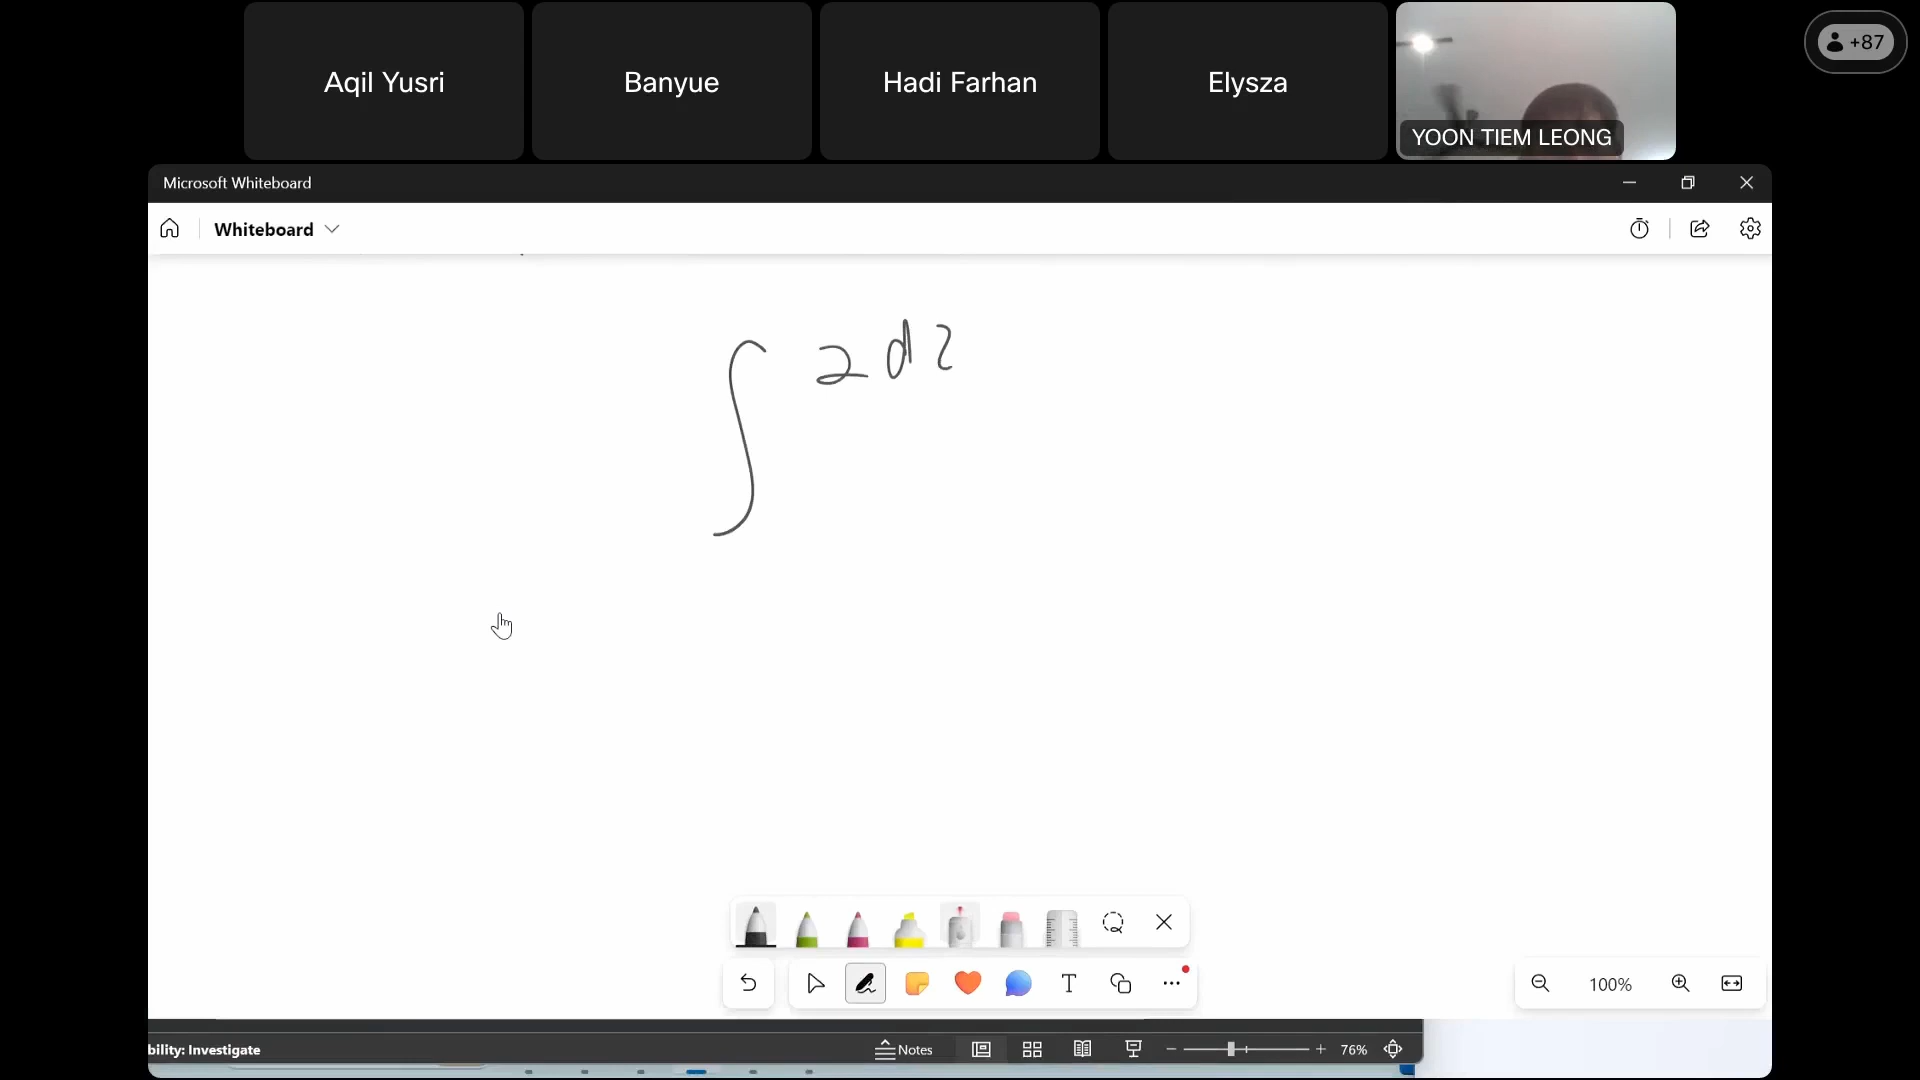 Aqil Yusri
Banyue
Hadi Farhan
Elysza
YOON TIEM LEONG
+87
Microsoft Whiteboard
Whiteboard
∫ 2 d
T
100%
bility: Investigate
Notes
76%